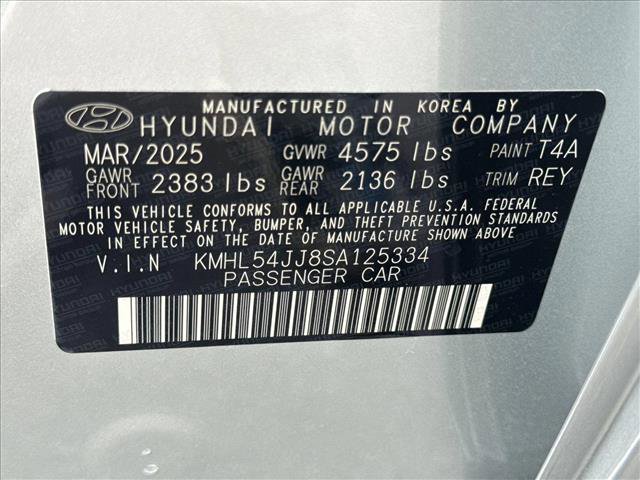 MANUFACTURED IN KOREA BY
HYUNDAI MOTOR COMPANY
MAR/2025 GVWR 4575 lbs PAINT T4A
GAWR FRONT 2383 lbs GAWR REAR 2136 lbs TRIM REY
THIS VEHICLE CONFORMS TO ALL APPLICABLE U.S.A. FEDERAL
MOTOR VEHICLE SAFETY, BUMPER, AND THEFT PREVENTION STANDARDS
IN EFFECT ON THE DATE OF MANUFACTURE SHOWN ABOVE
V.I.N KMHL54JJ8SA125334
PASSENGER CAR